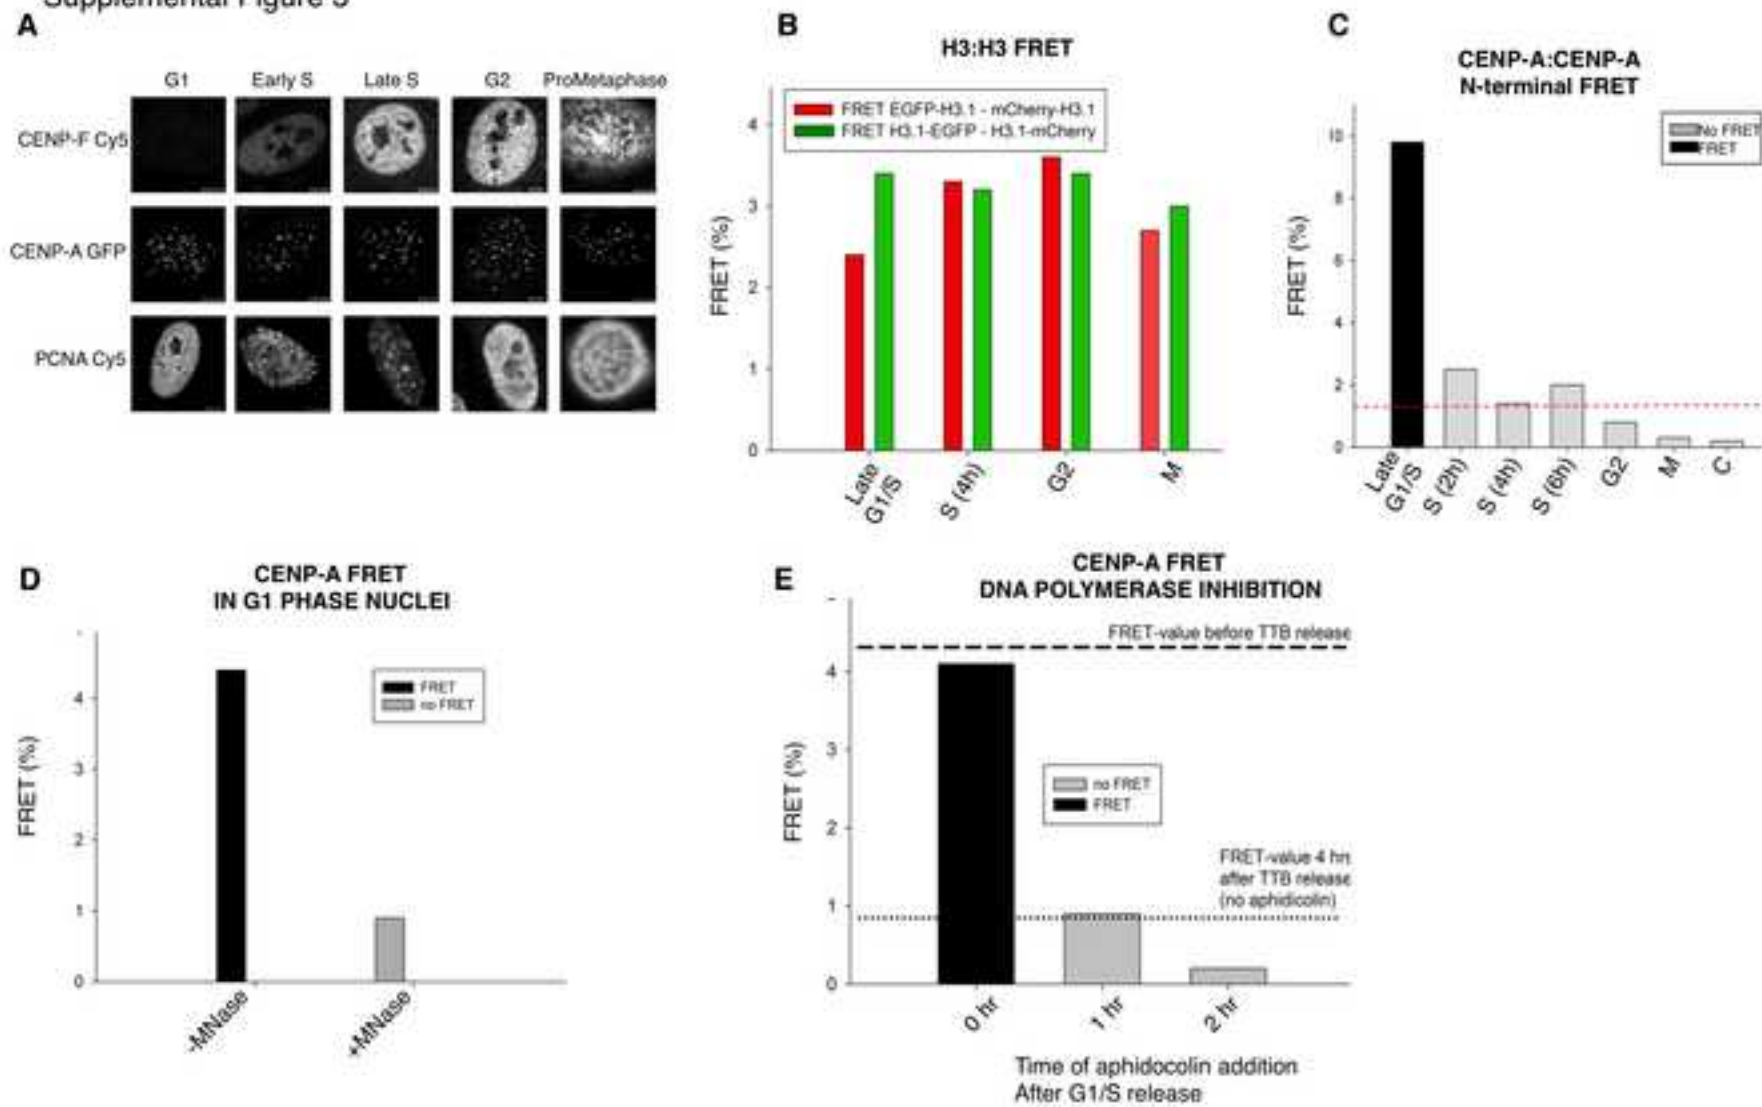 Supplemental Figure
A
G1 Early S Late S G2 ProMetaphase
CENP-F Cy5
CENP-A GFP
PCNA Cy5
B
H3:H3 FRET
FRET EGFP-H3.1 - mCherry-H3.1
FRET H3.1-EGFP - H3.1-mCherry
FRET (%)
4
3
2
1
0
Late
G1/S
S (4h)
G2
M
C
CENP-A:CENP-A
N-terminal FRET
No FRET
FRET
FRET (%)
10
8
6
4
2
0
Late
G1/S
S (2h)
S (4h)
S (6h)
G2
M
C
D
CENP-A FRET
IN G1 PHASE NUCLEI
FRET
no FRET
FRET (%)
4
3
2
1
0
-MNase
+MNase
E
CENP-A FRET
DNA POLYMERASE INHIBITION
FRET-value before TTB release
no FRET
FRET
FRET-value 4 hrs
after TTB release
(no aphidicolin)
FRET (%)
4
3
2
1
0
0 hr
1 hr
2 hr
Time of aphidocolin addition
After G1/S release